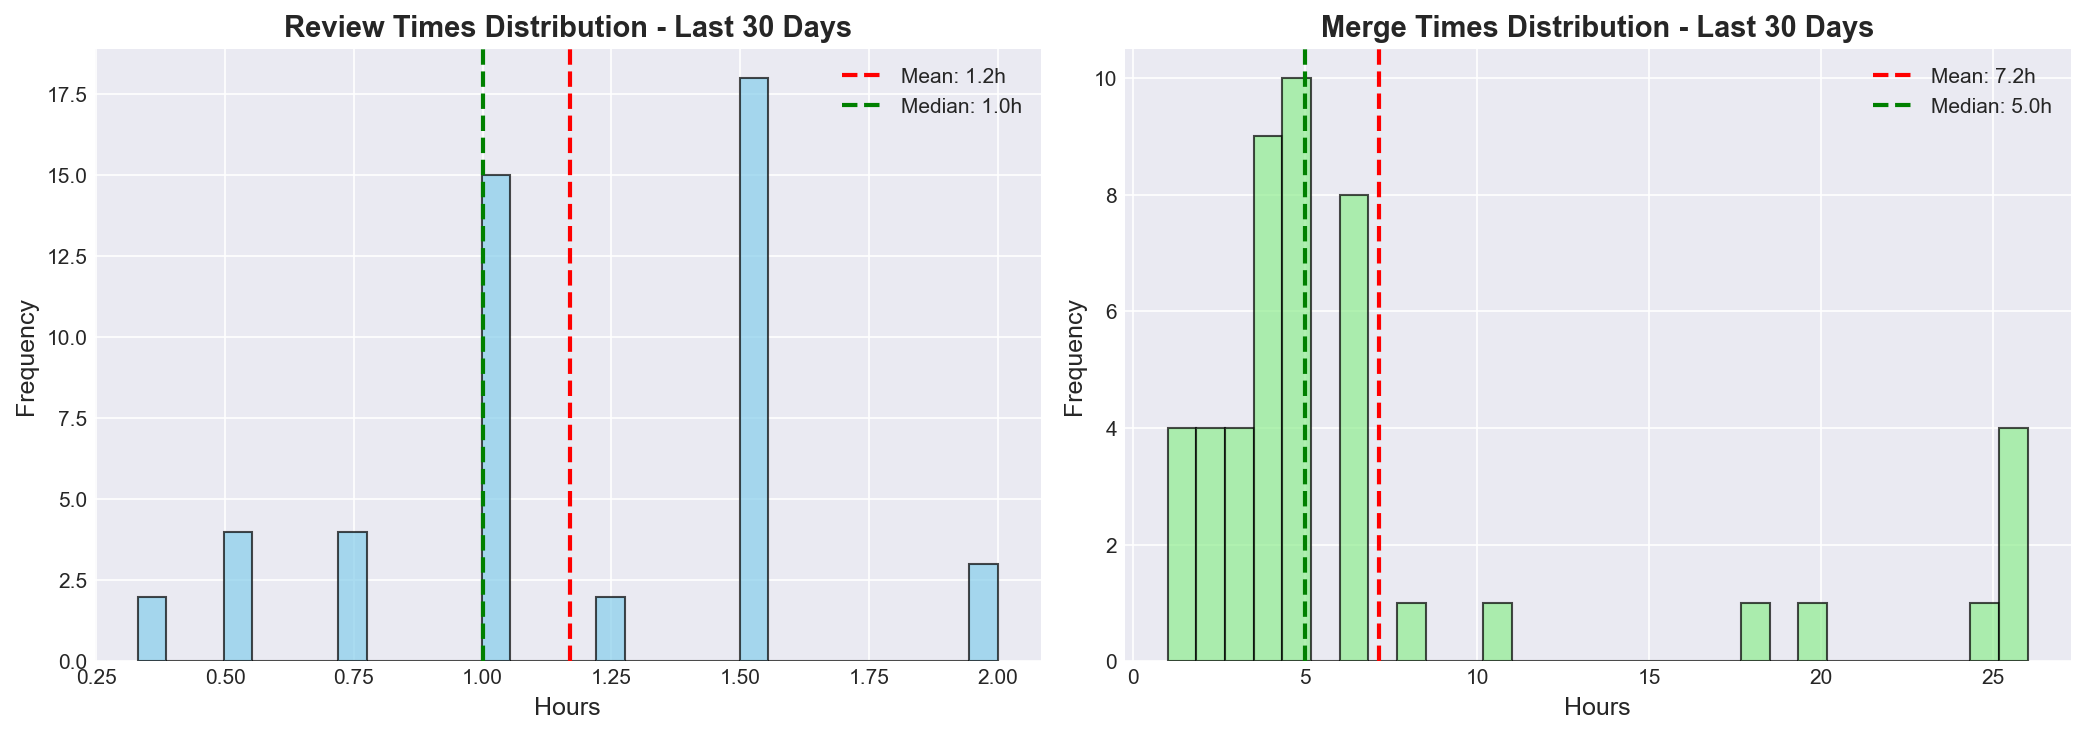 Review Times Distribution - Last 30 Days
Mean: 1.2h
Median: 1.0h
Frequency
17.5
15.0
12.5
10.0
7.5
5.0
2.5
0.0
0.25 0.50 0.75 1.00 1.25 1.50 1.75 2.00
Hours
Merge Times Distribution - Last 30 Days
Mean: 7.2h
Median: 5.0h
Frequency
10
8
6
4
2
0
0 5 10 15 20 25
Hours